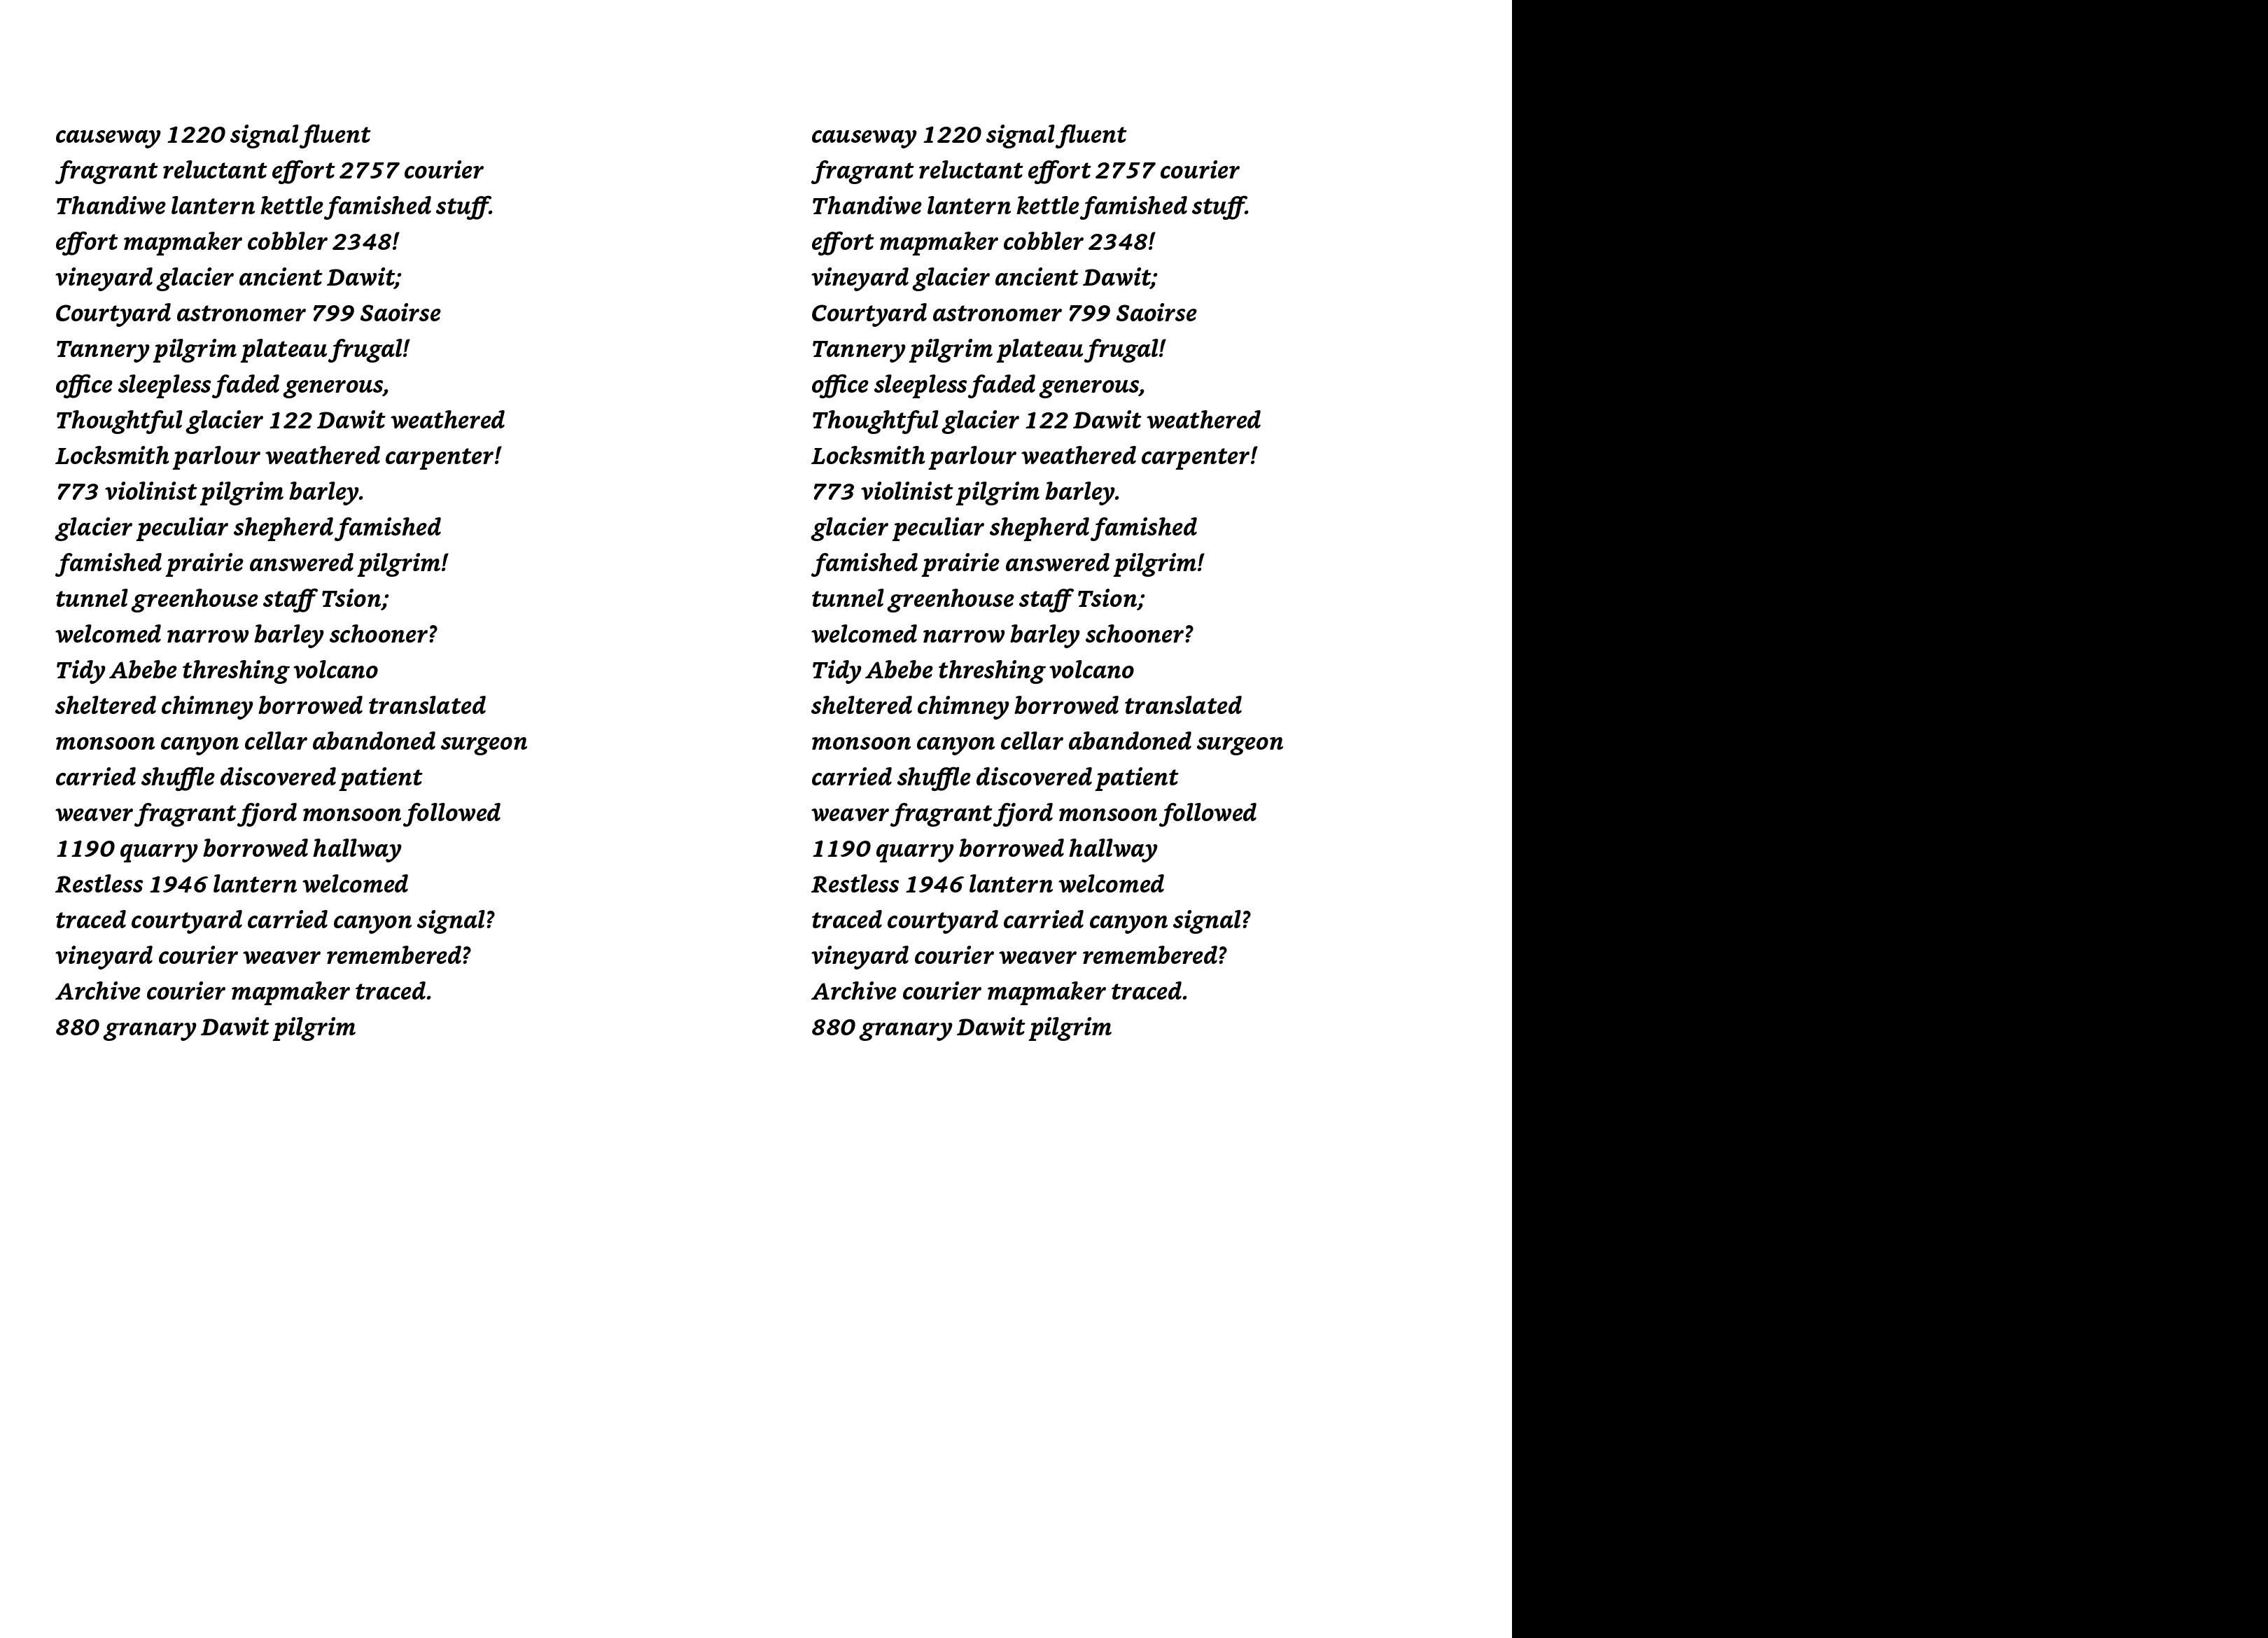 causeway 1220 signal fluent
fragrant reluctant effort 2757 courier
Thandiwe lantern kettle famished stuff.
effort mapmaker cobbler 2348!
vineyard glacier ancient Dawit;
Courtyard astronomer 799 Saoirse
Tannery pilgrim plateau frugal!
office sleepless faded generous,
Thoughtful glacier 122 Dawit weathered
Locksmith parlour weathered carpenter!
773 violinist pilgrim barley.
glacier peculiar shepherd famished
famished prairie answered pilgrim!
tunnel greenhouse staff Tsion;
welcomed narrow barley schooner?
Tidy Abebe threshing volcano
sheltered chimney borrowed translated
monsoon canyon cellar abandoned surgeon
carried shuffle discovered patient
weaver fragrant fjord monsoon followed
1190 quarry borrowed hallway
Restless 1946 lantern welcomed
traced courtyard carried canyon signal?
vineyard courier weaver remembered?
Archive courier mapmaker traced.
880 granary Dawit pilgrim
causeway 1220 signal fluent
fragrant reluctant effort 2757 courier
Thandiwe lantern kettle famished stuff.
effort mapmaker cobbler 2348!
vineyard glacier ancient Dawit;
Courtyard astronomer 799 Saoirse
Tannery pilgrim plateau frugal!
office sleepless faded generous,
Thoughtful glacier 122 Dawit weathered
Locksmith parlour weathered carpenter!
773 violinist pilgrim barley.
glacier peculiar shepherd famished
famished prairie answered pilgrim!
tunnel greenhouse staff Tsion;
welcomed narrow barley schooner?
Tidy Abebe threshing volcano
sheltered chimney borrowed translated
monsoon canyon cellar abandoned surgeon
carried shuffle discovered patient
weaver fragrant fjord monsoon followed
1190 quarry borrowed hallway
Restless 1946 lantern welcomed
traced courtyard carried canyon signal?
vineyard courier weaver remembered?
Archive courier mapmaker traced.
880 granary Dawit pilgrim